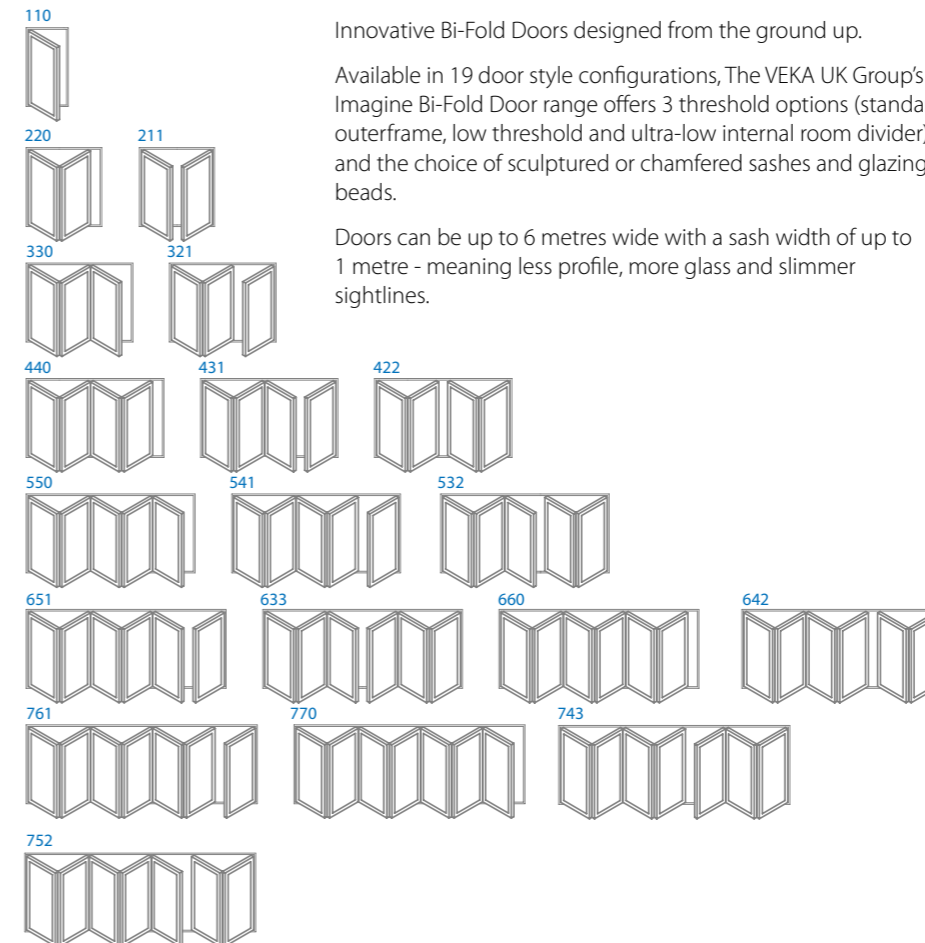 110
Innovative Bi-Fold Doors designed from the ground up.
Available in 19 door style configurations, The VEKA UK Group's
Imagine Bi-Fold Door range offers 3 threshold options (standa
outerframe, low threshold and ultra-low internal room divider)
and the choice of sculptured or chamfered sashes and glazing
beads.
Doors can be up to 6 metres wide with a sash width of up to
1 metre - meaning less profile, more glass and slimmer
sightlines.
220 211
330 321
440 431 422
550 541 532
651 633 660 642
761 770 743
752